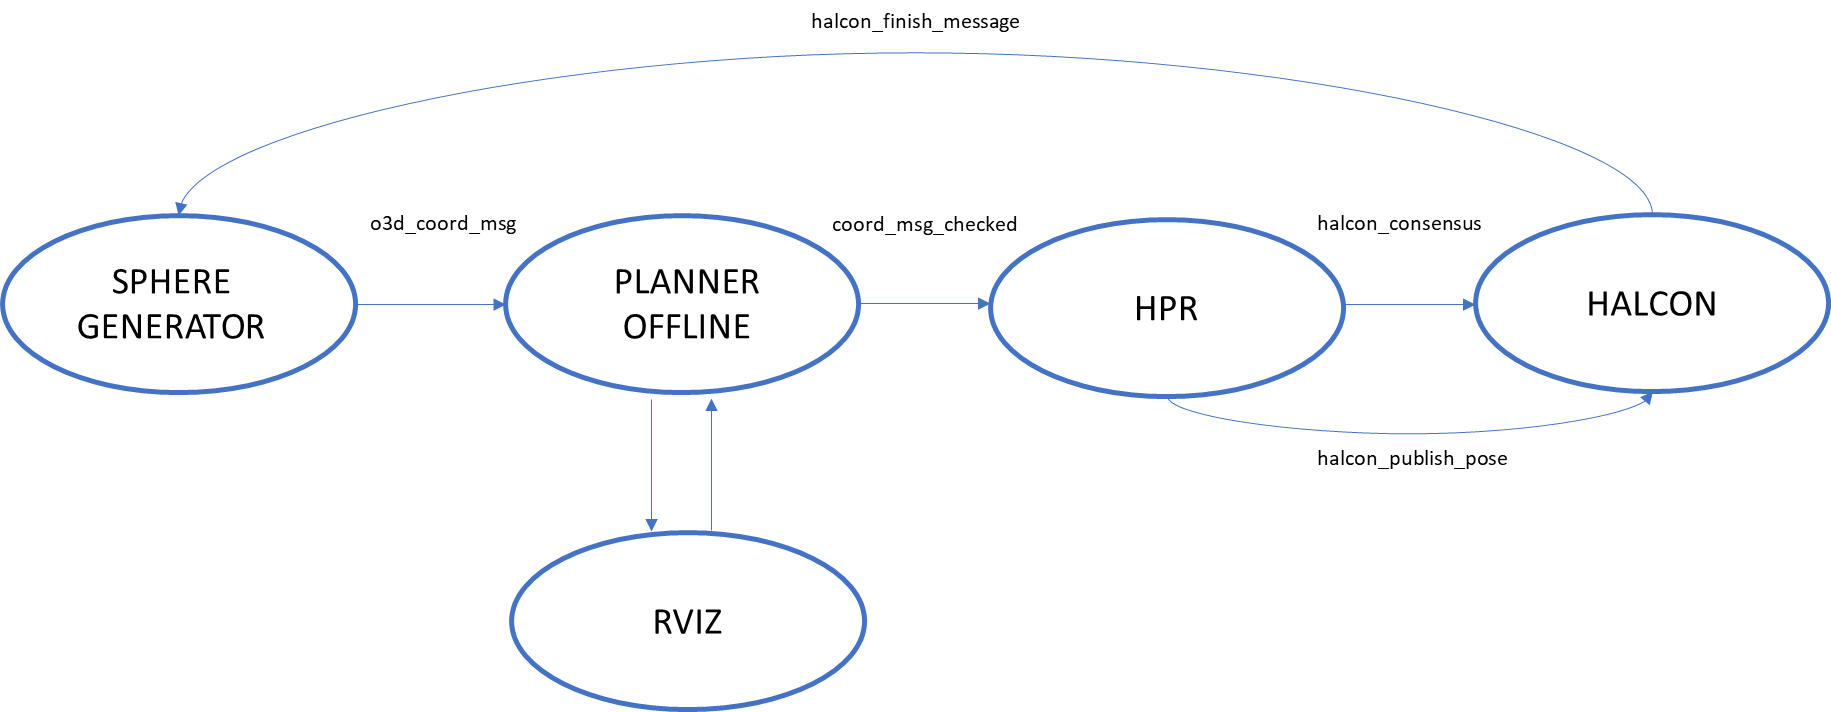 halcon_finish_message
o3d_coord_msg
coord_msg_checked
halcon_consensus
SPHERE
GENERATOR
PLANNER
OFFLINE
HPR
HALCON
halcon_publish_pose
RVIZ